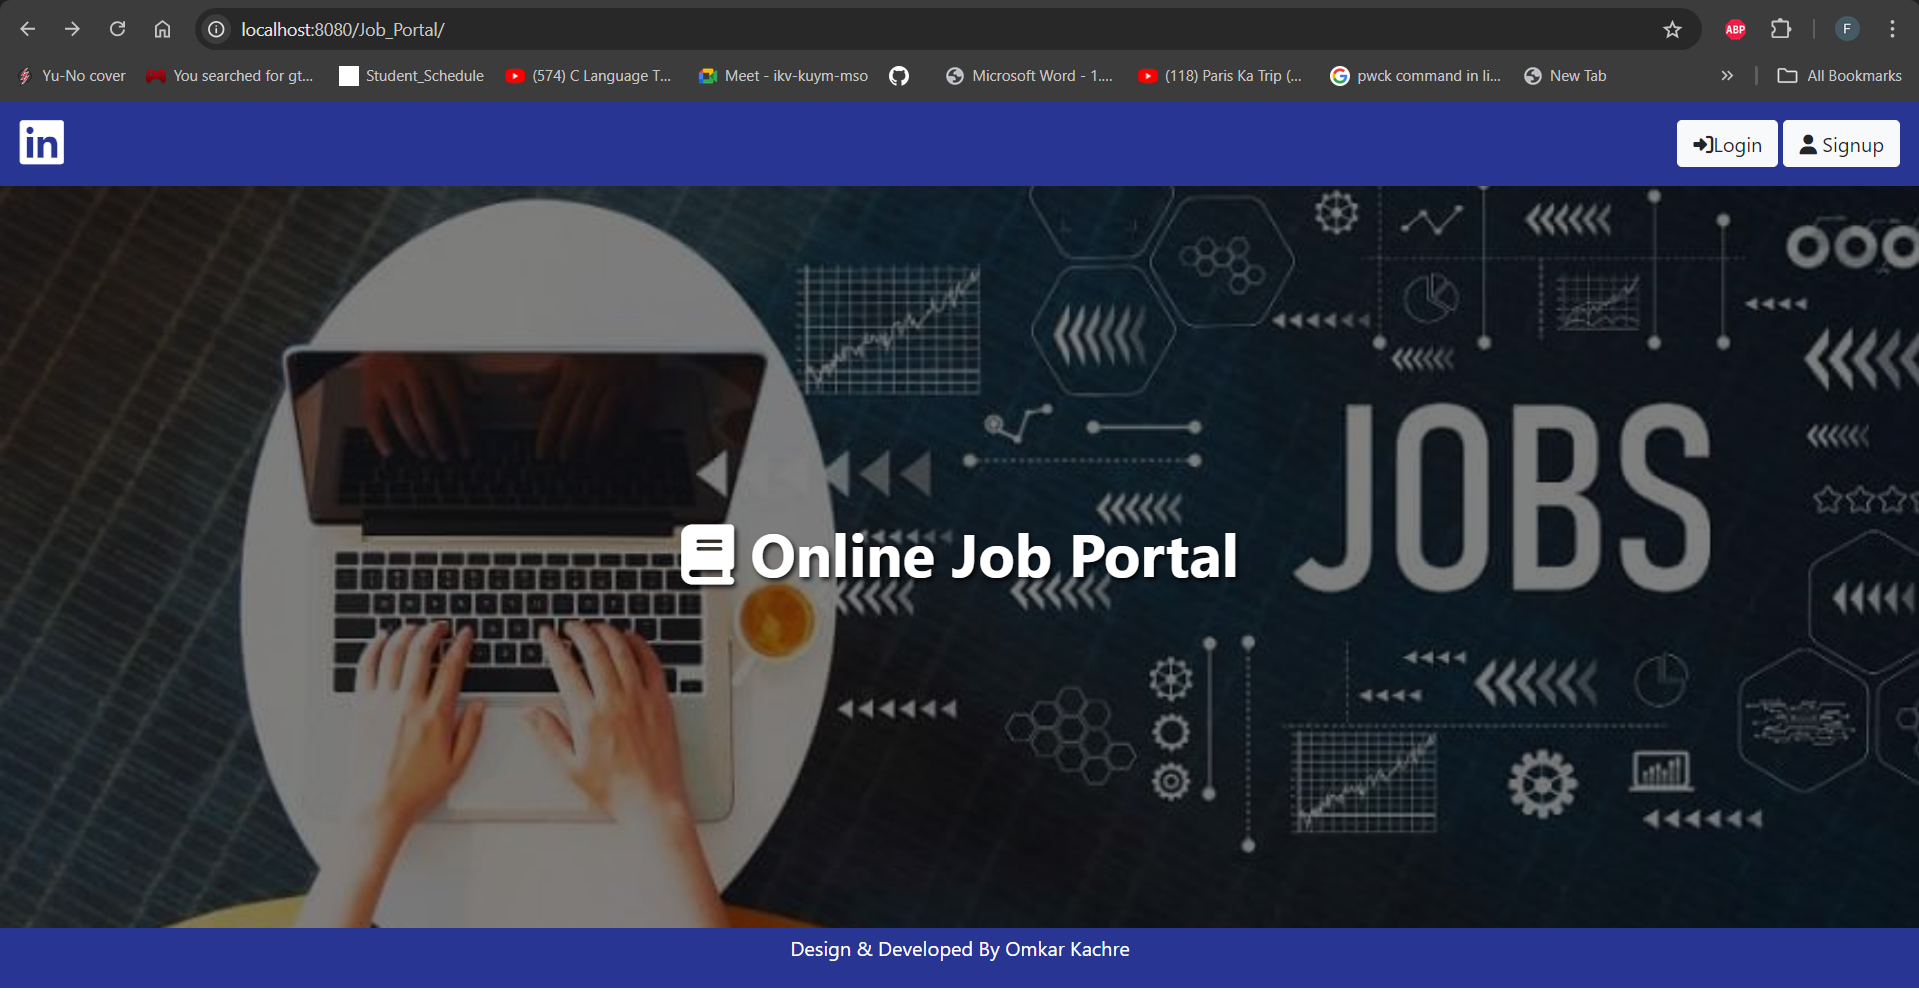 localhost:8080/Job_Portal/
ABP
F
Yu-No cover
You searched for gt...
Student_Schedule
(574) C Language T...
Meet - ikv-kuym-mso
Microsoft Word - 1....
(118) Paris Ka Trip (...
pwck command in li...
New Tab
All Bookmarks
in
Login
Signup
JOBS
Online Job Portal
Design & Developed By Omkar Kachre